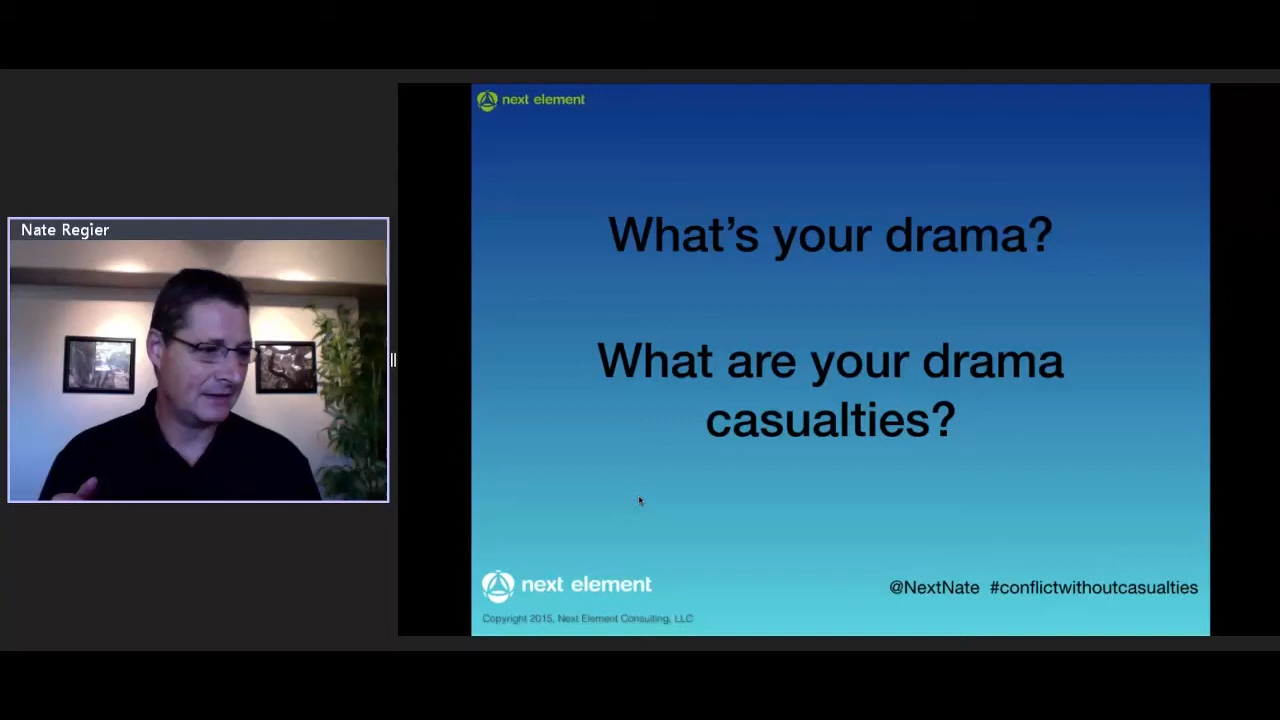 next element
Nate Regier
What's your drama?
What are your drama
casualties?
next element
@NextNate #conflictwithoutcasualties
Copyright 2015, Next Element Consulting, LLC